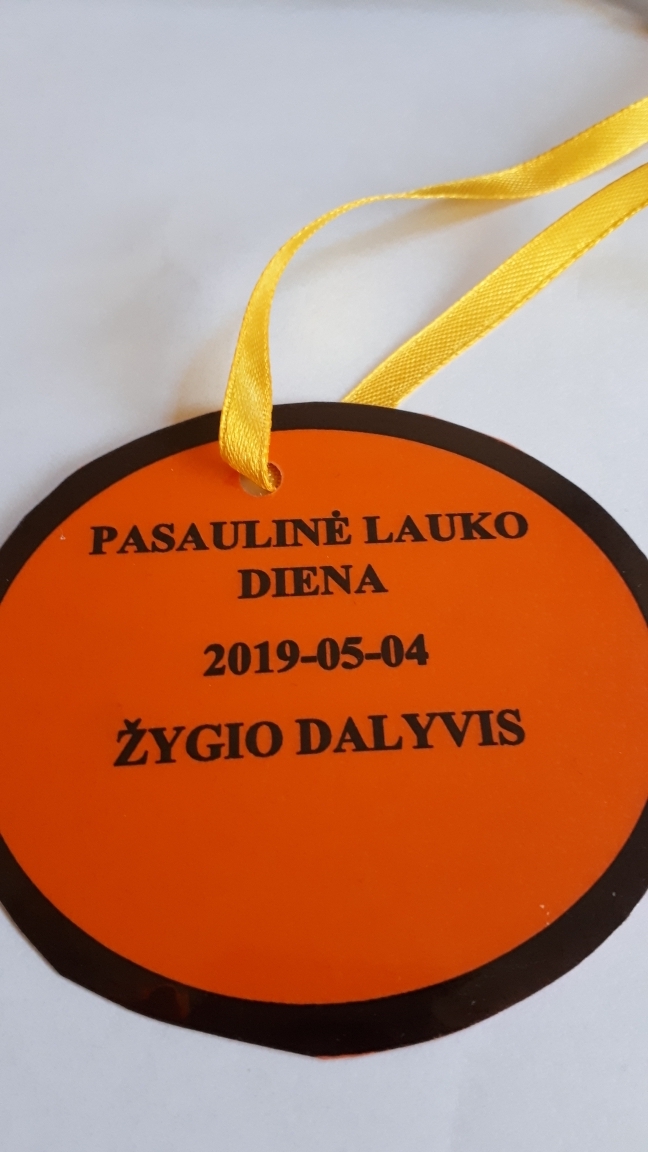 PASAULINĖ LAUKO
DIENA
2019-05-04
ŽYGIO DALYVIS